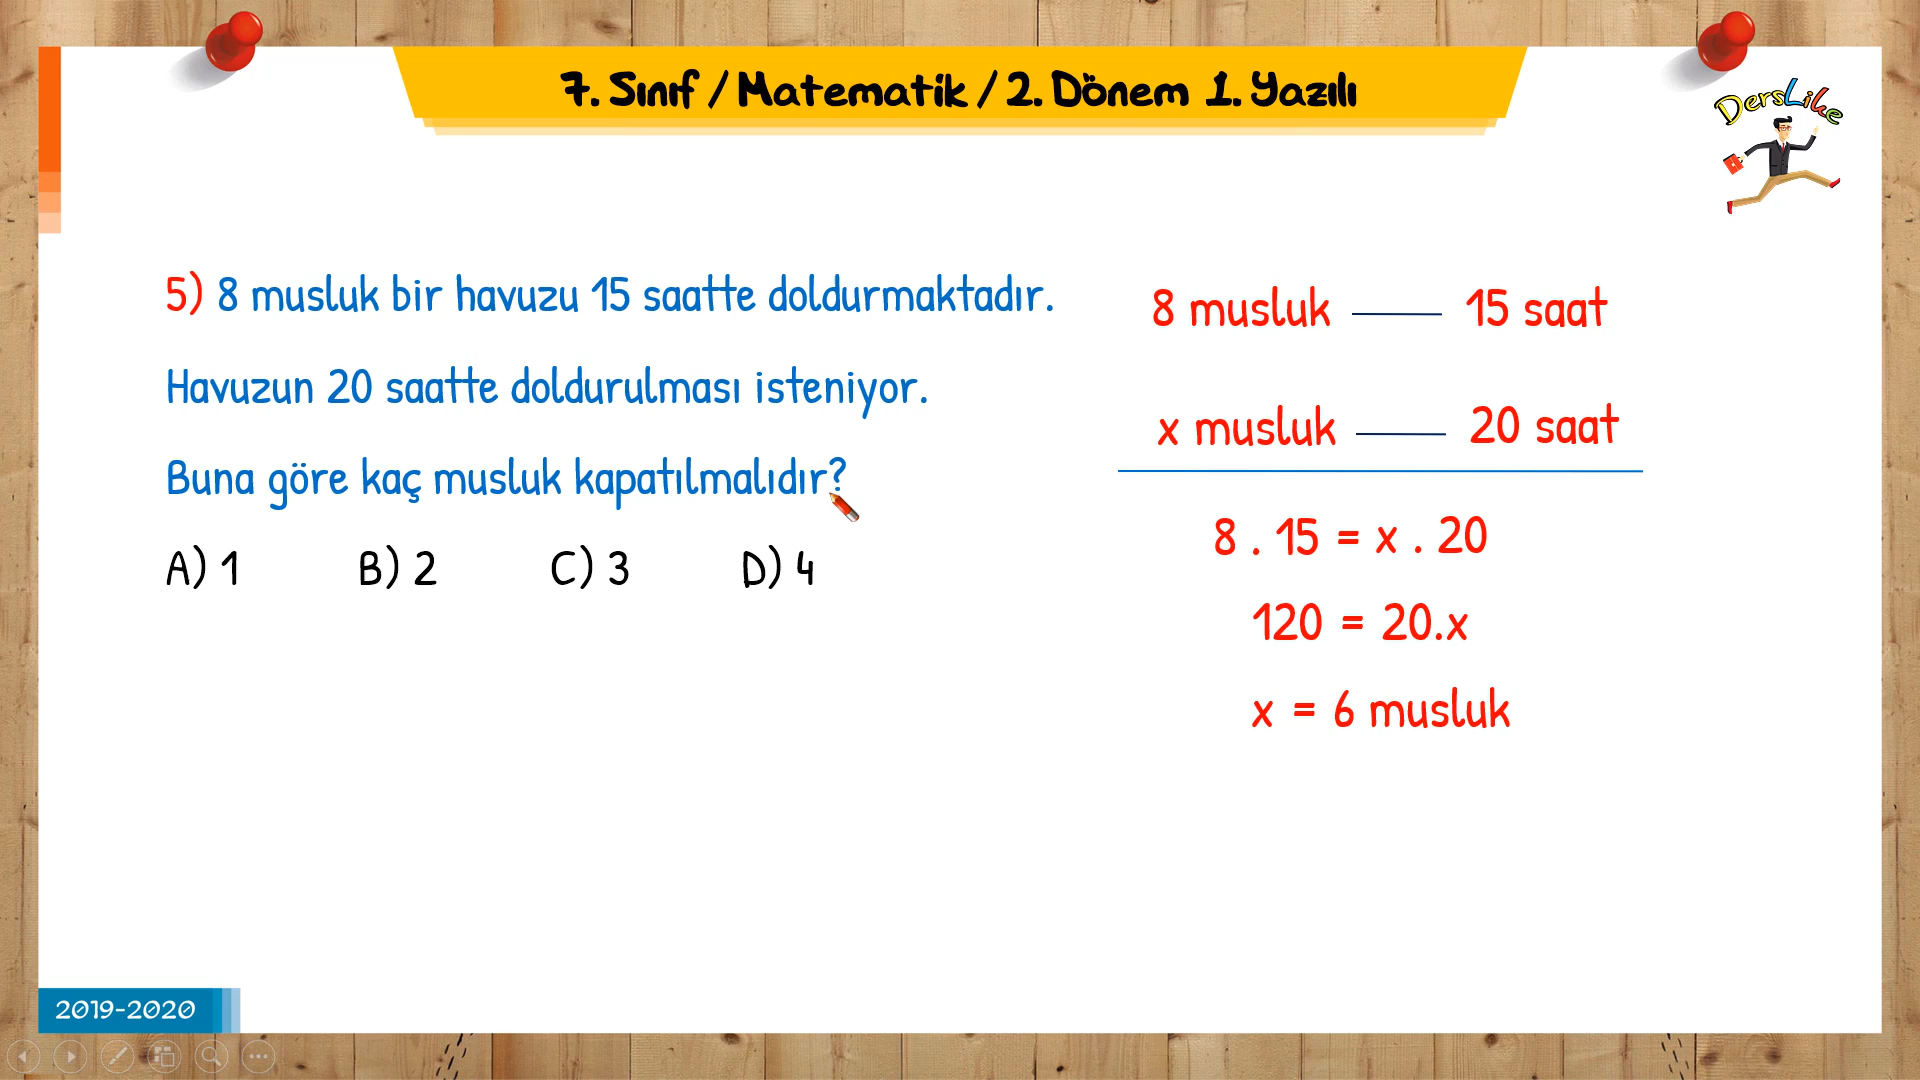 7. Sınıf / Matematik / 2. Dönem 1. Yazılı
DersLike
5) 8 musluk bir havuzu 15 saatte doldurmaktadır.
Havuzun 20 saatte doldurulması isteniyor.
Buna göre kaç musluk kapatılmalıdır?
A) 1 B) 2 C) 3 D) 4
8 musluk —— 15 saat
x musluk —— 20 saat
8 . 15 = x . 20
120 = 20.x
x = 6 musluk
2019-2020